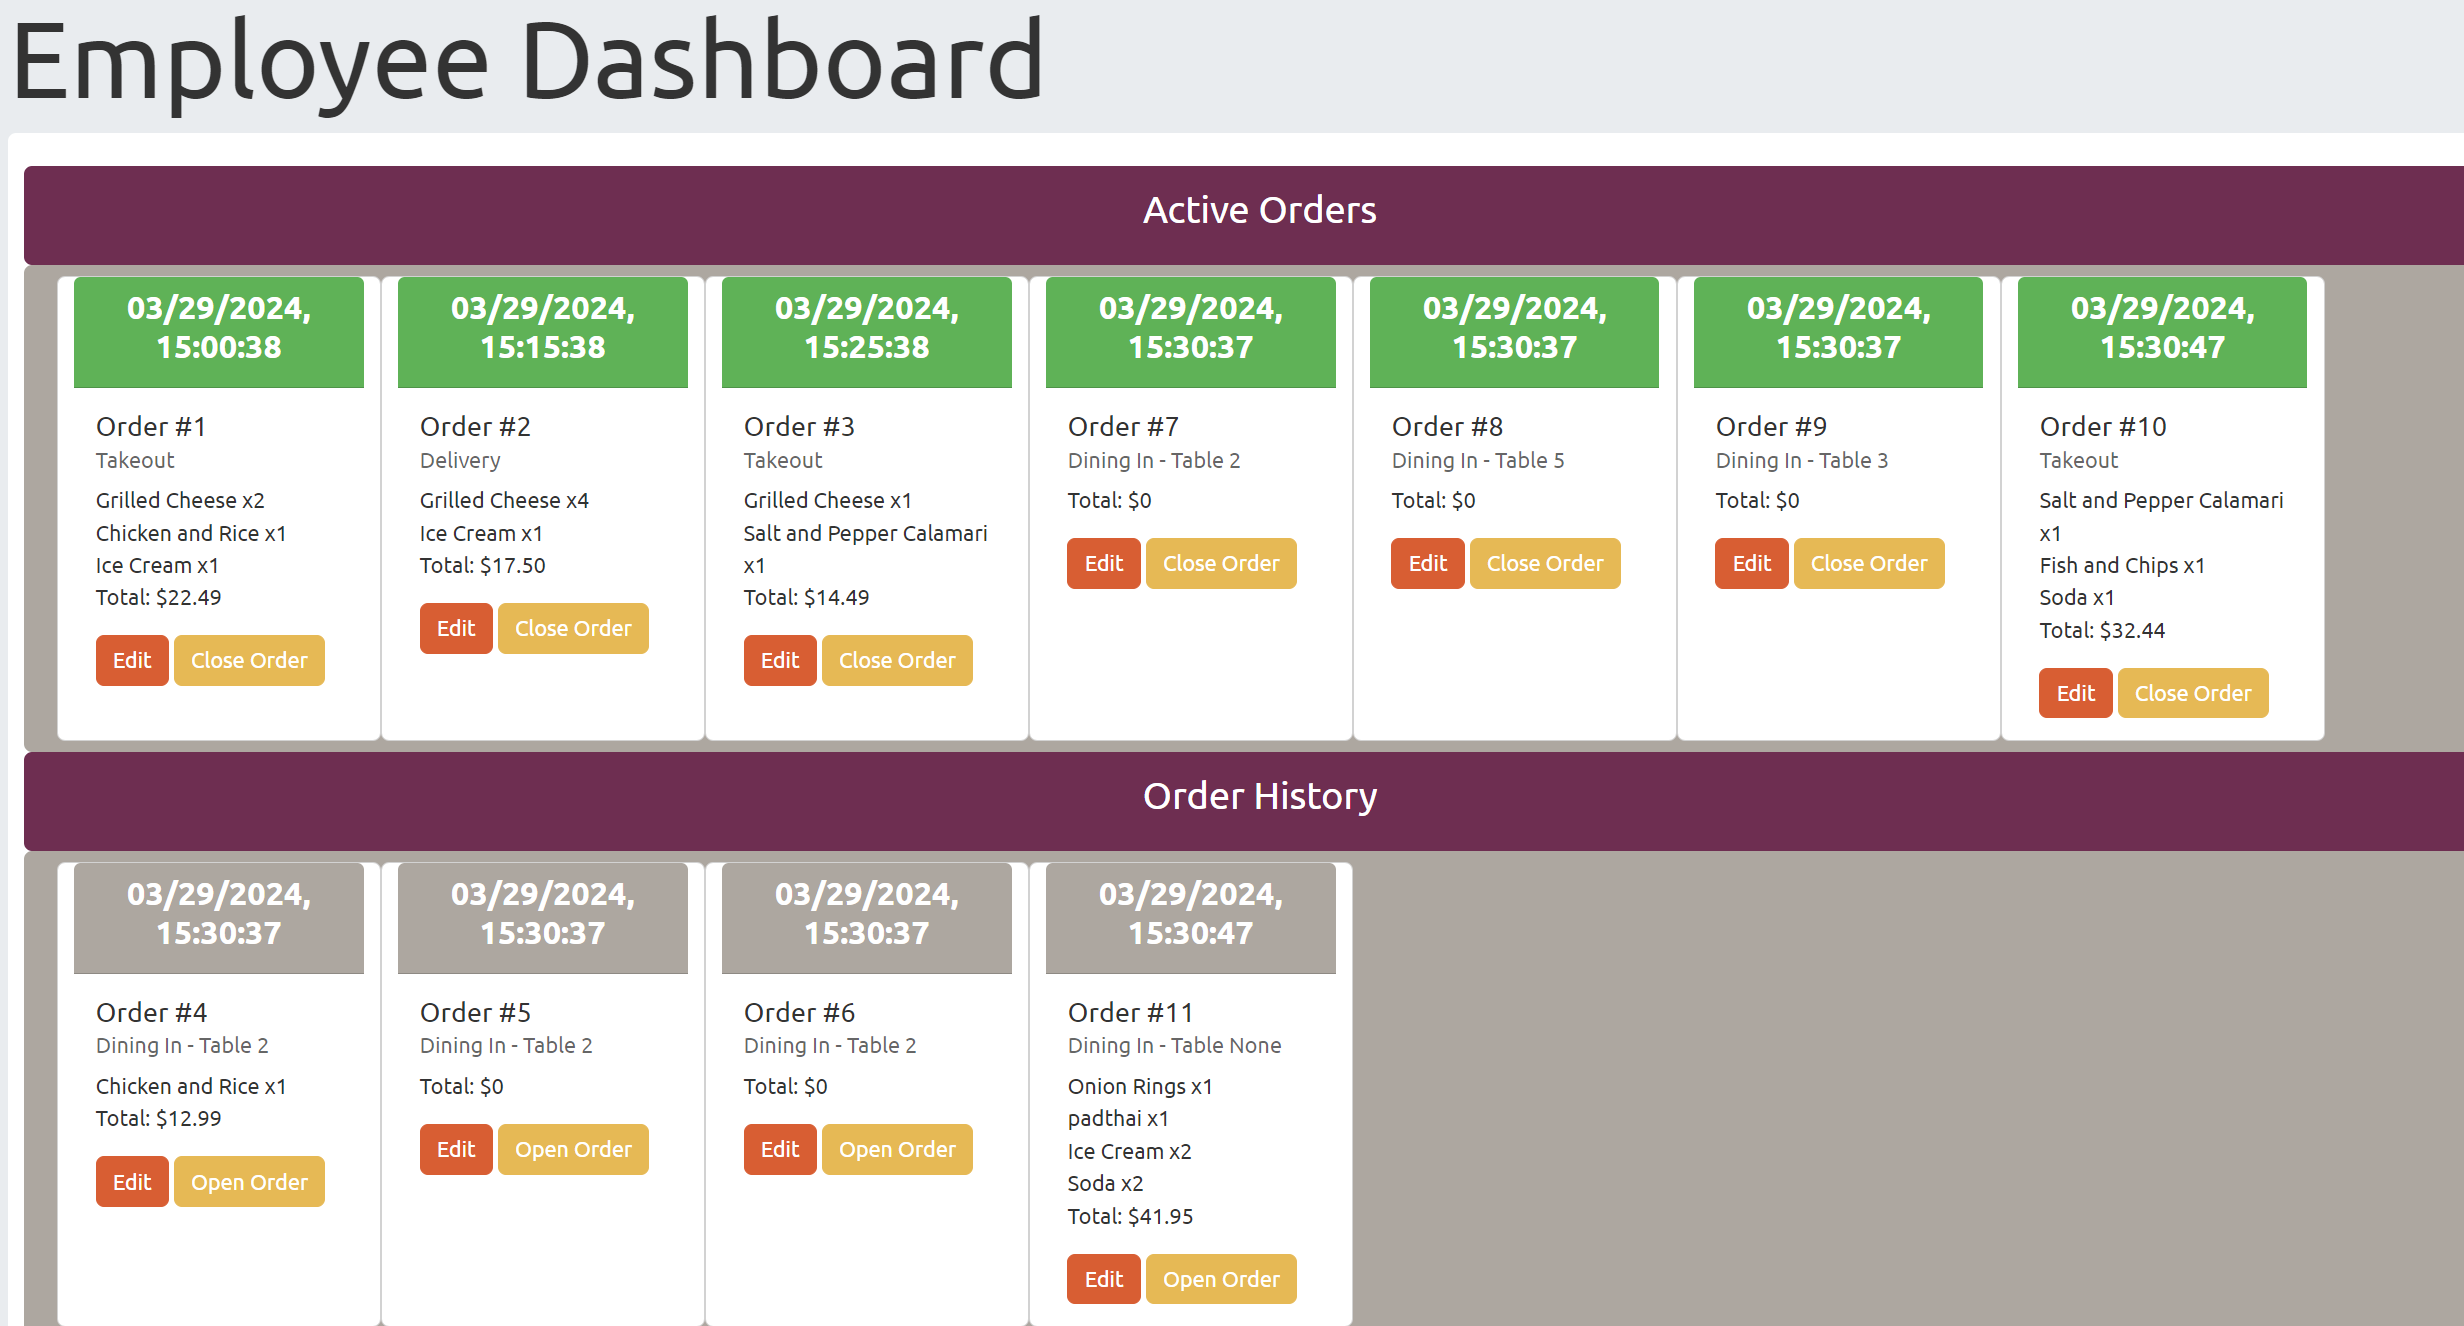 Employee Dashboard
Active Orders
03/29/2024,
15:00:38
Order #1
Takeout
Grilled Cheese x2
Chicken and Rice x1
Ice Cream x1
Total: $22.49
Edit Close Order
03/29/2024,
15:15:38
Order #2
Delivery
Grilled Cheese x4
Ice Cream x1
Total: $17.50
Edit Close Order
03/29/2024,
15:25:38
Order #3
Takeout
Grilled Cheese x1
Salt and Pepper Calamari
x1
Total: $14.49
Edit Close Order
03/29/2024,
15:30:37
Order #7
Dining In - Table 2
Total: $0
Edit Close Order
03/29/2024,
15:30:37
Order #8
Dining In - Table 5
Total: $0
Edit Close Order
03/29/2024,
15:30:37
Order #9
Dining In - Table 3
Total: $0
Edit Close Order
03/29/2024,
15:30:47
Order #10
Takeout
Salt and Pepper Calamari
x1
Fish and Chips x1
Soda x1
Total: $32.44
Edit Close Order
Order History
03/29/2024,
15:30:37
Order #4
Dining In - Table 2
Chicken and Rice x1
Total: $12.99
Edit Open Order
03/29/2024,
15:30:37
Order #5
Dining In - Table 2
Total: $0
Edit Open Order
03/29/2024,
15:30:37
Order #6
Dining In - Table 2
Total: $0
Edit Open Order
03/29/2024,
15:30:47
Order #11
Dining In - Table None
Onion Rings x1
padthai x1
Ice Cream x2
Soda x2
Total: $41.95
Edit Open Order